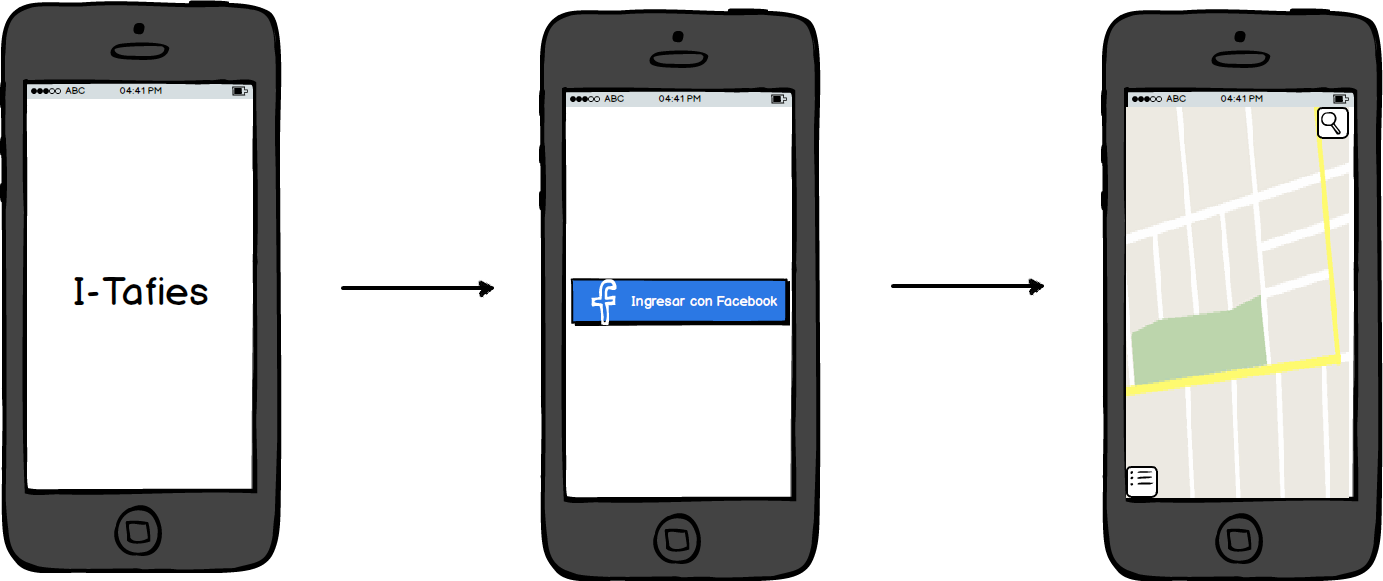 ABC 04:41 PM
I-Tafies
ABC 04:41 PM
Ingresar con Facebook
ABC 04:41 PM